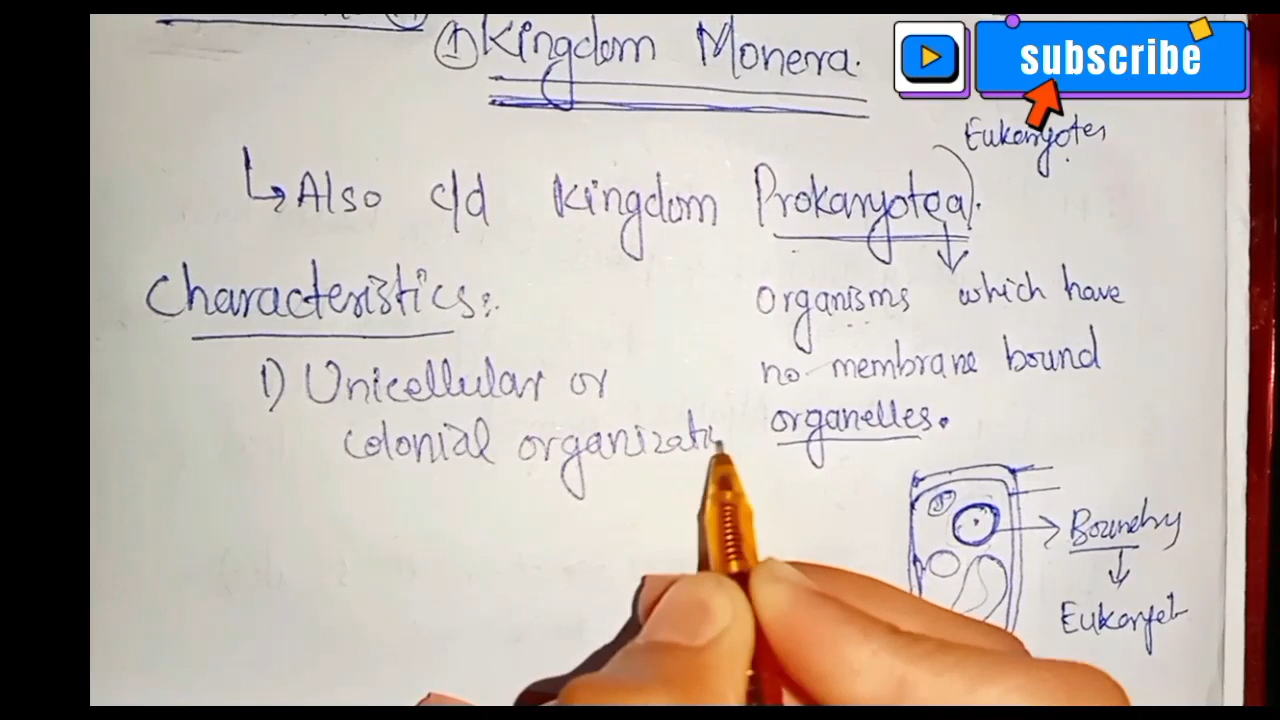 ① Kingdom Monera.
subscribe
Eukaryotes
↳ Also c/d Kingdom Prokaryotea.
Characteristics:.
organisms which have
no membrane bound
organelles.
1) Unicellular or
colonial organizati
Boundry
Eukaryot